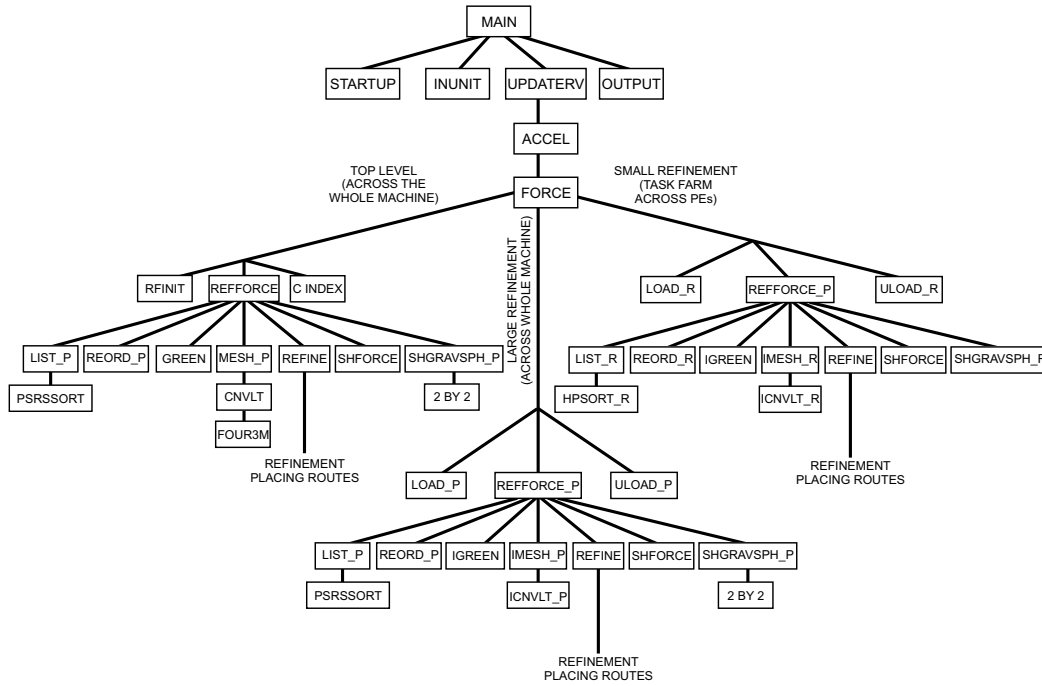 MAIN
STARTUP
INUNIT
UPDATERV
OUTPUT
ACCEL
TOP LEVEL
(ACROSS THE
WHOLE MACHINE)
SMALL REFINEMENT
(TASK FARM
ACROSS PEs)
FORCE
LARGE REFINEMENT
(ACROSS WHOLE MACHINE)
RFINIT
REFFORCE
C INDEX
LOAD_R
REFFORCE_P
ULOAD_R
LIST_P
REORD_P
GREEN
MESH_P
REFINE
SHFORCE
SHGRAVSPH_P
PSRSSORT
CNVLT
2 BY 2
FOUR3M
REFINEMENT
PLACING ROUTES
LIST_R
REORD_R
IGREEN
IMESH_R
REFINE
SHFORCE
SHGRAVSPH_R
HPSORT_R
ICNVLT_R
REFINEMENT
PLACING ROUTES
LOAD_P
REFFORCE_P
ULOAD_P
LIST_P
REORD_P
IGREEN
IMESH_P
REFINE
SHFORCE
SHGRAVSPH_P
PSRSSORT
ICNVLT_P
2 BY 2
REFINEMENT
PLACING ROUTES